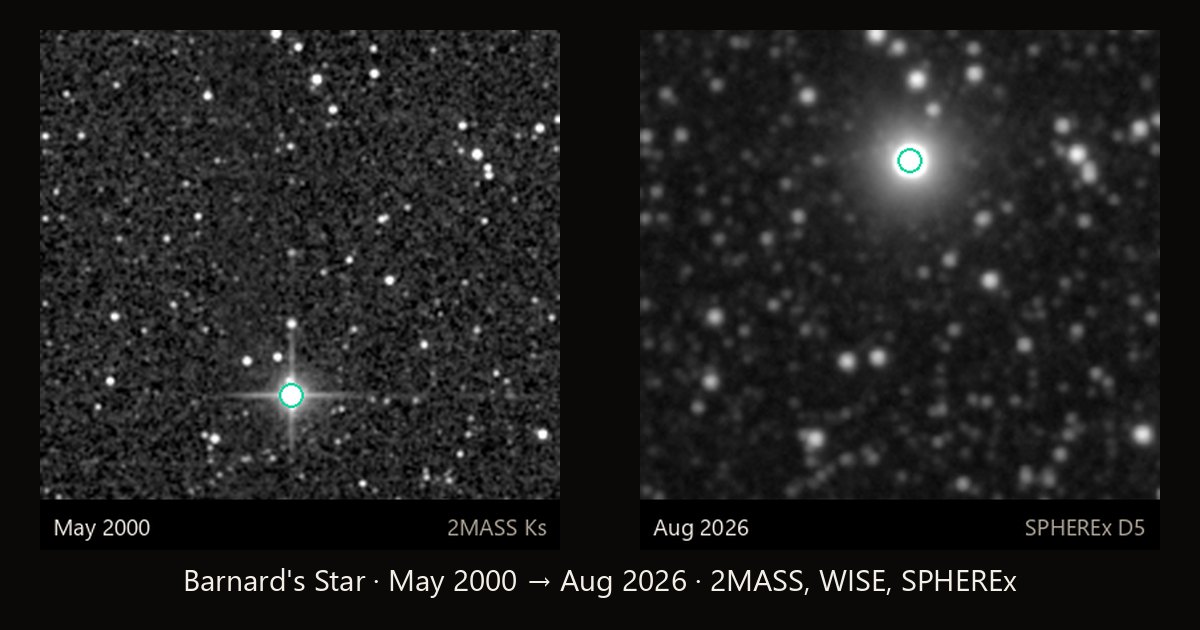 May 2000
2MASS Ks
Aug 2026
SPHEREx D5
Barnard's Star · May 2000 → Aug 2026 · 2MASS, WISE, SPHEREx